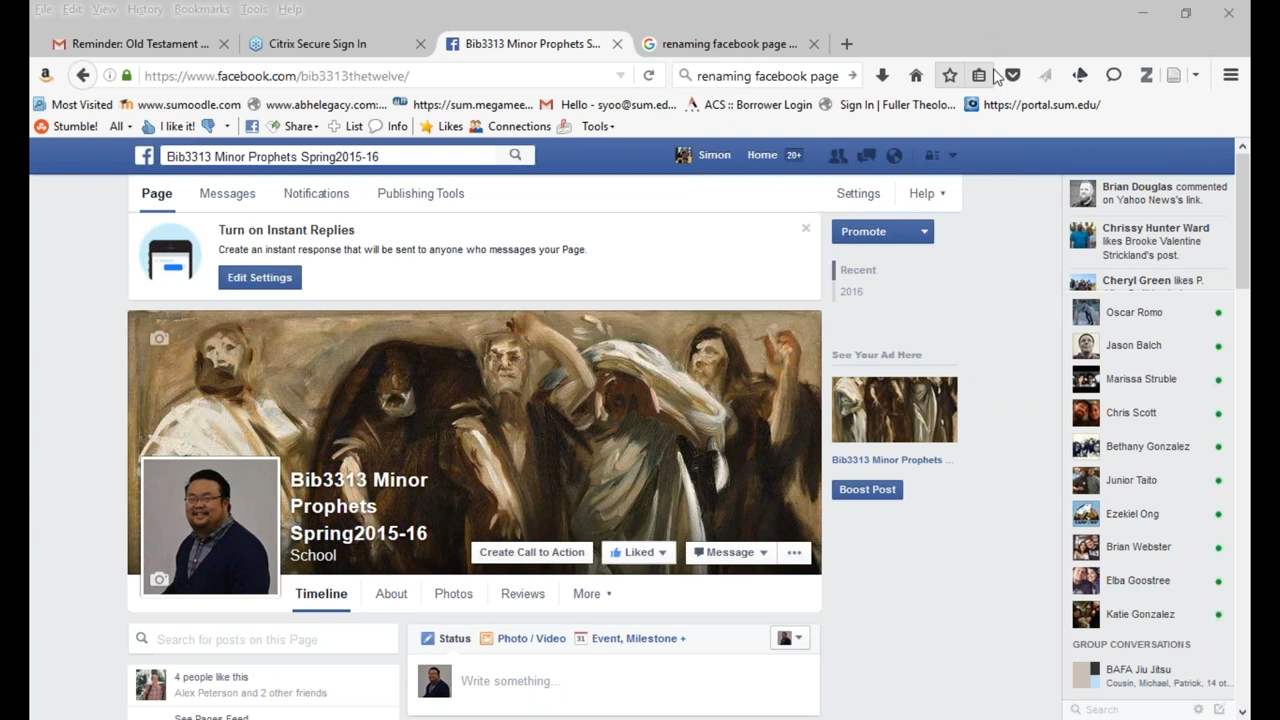 File Edit View History Bookmarks Tools Help
Reminder: Old Testament ...
Citrix Secure Sign In
Bib3313 Minor Prophets S...
renaming facebook page ...
https://www.facebook.com/bib3313thetwelve/
renaming facebook page
Most Visited www.sumoodle.com www.abhelegacy.com:... https://sum.megamee... Hello - syoo@sum.ed... ACS :: Borrower Login Sign In | Fuller Theolo... https://portal.sum.edu/
Stumble! All I like it! Share List Info Likes Connections Tools
Bib3313 Minor Prophets Spring2015-16
Simon Home 20+
Page Messages Notifications Publishing Tools Settings Help
Turn on Instant Replies
Create an instant response that will be sent to anyone who messages your Page.
Edit Settings
Promote
Recent
2016
See Your Ad Here
Bib3313 Minor Prophets ...
Boost Post
Bib3313 Minor
Prophets
Spring2015-16
School
Create Call to Action Liked Message •••
Timeline About Photos Reviews More
Search for posts on this Page
4 people like this
Alex Peterson and 2 other friends
See Pages Feed
Status Photo / Video 31 Event, Milestone +
Write something...
Brian Douglas commented
on Yahoo News's link.
Chrissy Hunter Ward
likes Brooke Valentine
Strickland's post.
Cheryl Green likes P.
Oscar Romo
Jason Balch
Marissa Struble
Chris Scott
Bethany Gonzalez
Junior Taito
Ezekiel Ong
Brian Webster
Elba Goostree
Katie Gonzalez
GROUP CONVERSATIONS
BAFA Jiu Jitsu
Cousin, Michael, Patrick, 14 ot...
Search